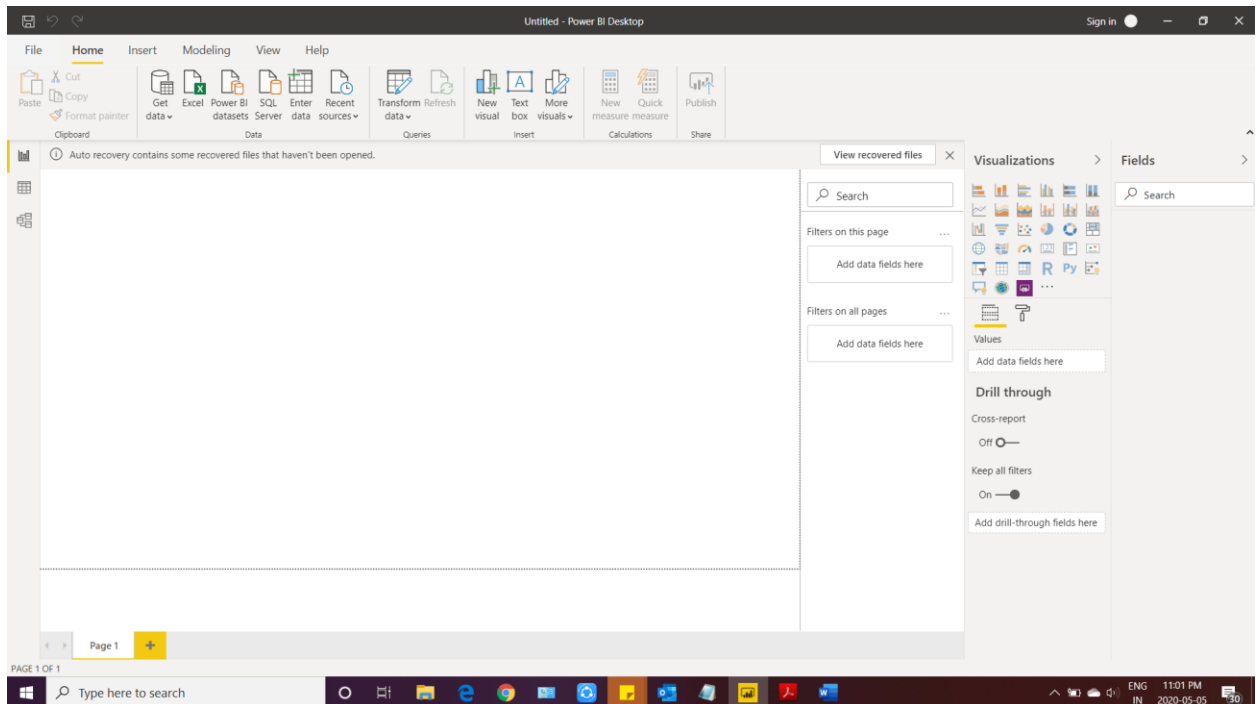 Untitled - Power BI Desktop
Sign in
File Home Insert Modeling View Help
Paste
Cut
Copy
Format painter
Clipboard
Get data
Excel
Power BI datasets
SQL Server
Enter data
Recent sources
Data
Transform data
Refresh
Queries
New visual
Text box
More visuals
Insert
New measure
Quick measure
Calculations
Publish
Share
Auto recovery contains some recovered files that haven't been opened.
View recovered files
Search
Filters on this page
...
Add data fields here
Filters on all pages
...
Add data fields here
Visualizations
R Py
...
Values
Add data fields here
Drill through
Cross-report
Off
Keep all filters
On
Add drill-through fields here
Fields
Search
Page 1
PAGE 1 OF 1
Type here to search
ENG
IN
11:01 PM
2020-05-05
30